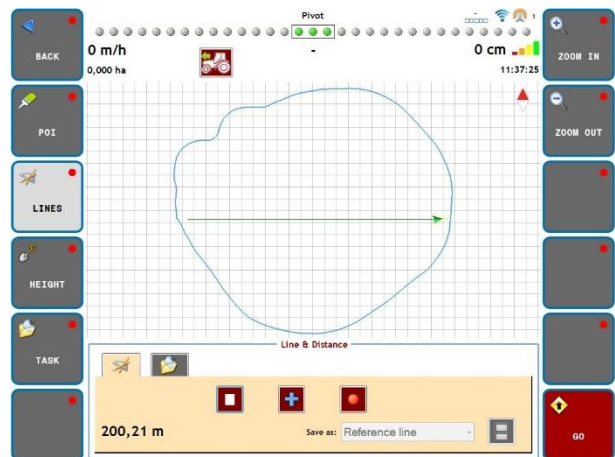 Pivot
1
BACK
0 m/h
-
0 cm
0,000 ha
11:37:25
ZOOM IN
POI
ZOOM OUT
LINES
HEIGHT
TASK
Line & Distance
200,21 m
Save as:
Reference line
GO